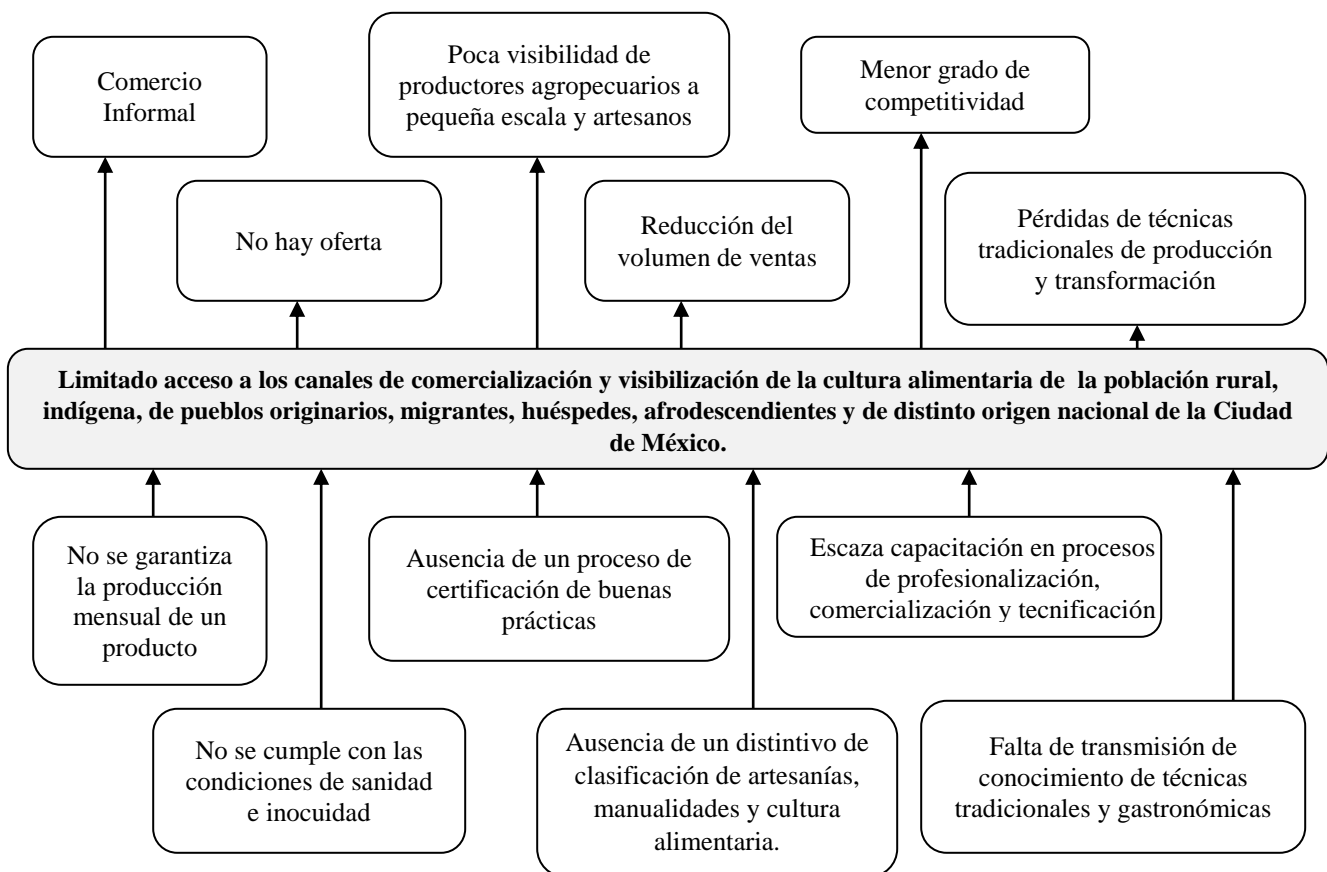 Comercio
Informal
Poca visibilidad de
productores agropecuarios a
pequeña escala y artesanos
Menor grado de
competitividad
No hay oferta
Reducción del
volumen de ventas
Pérdidas de técnicas
tradicionales de producción
y transformación
Limitado acceso a los canales de comercialización y visibilización de la cultura alimentaria de la población rural,
indígena, de pueblos originarios, migrantes, huéspedes, afrodescendientes y de distinto origen nacional de la Ciudad
de México.
No se garantiza
la producción
mensual de un
producto
Ausencia de un proceso de
certificación de buenas
prácticas
Escaza capacitación en procesos
de profesionalización,
comercialización y tecnificación
No se cumple con las
condiciones de sanidad
e inocuidad
Ausencia de un distintivo de
clasificación de artesanías,
manualidades y cultura
alimentaria.
Falta de transmisión de
conocimiento de técnicas
tradicionales y gastronómicas